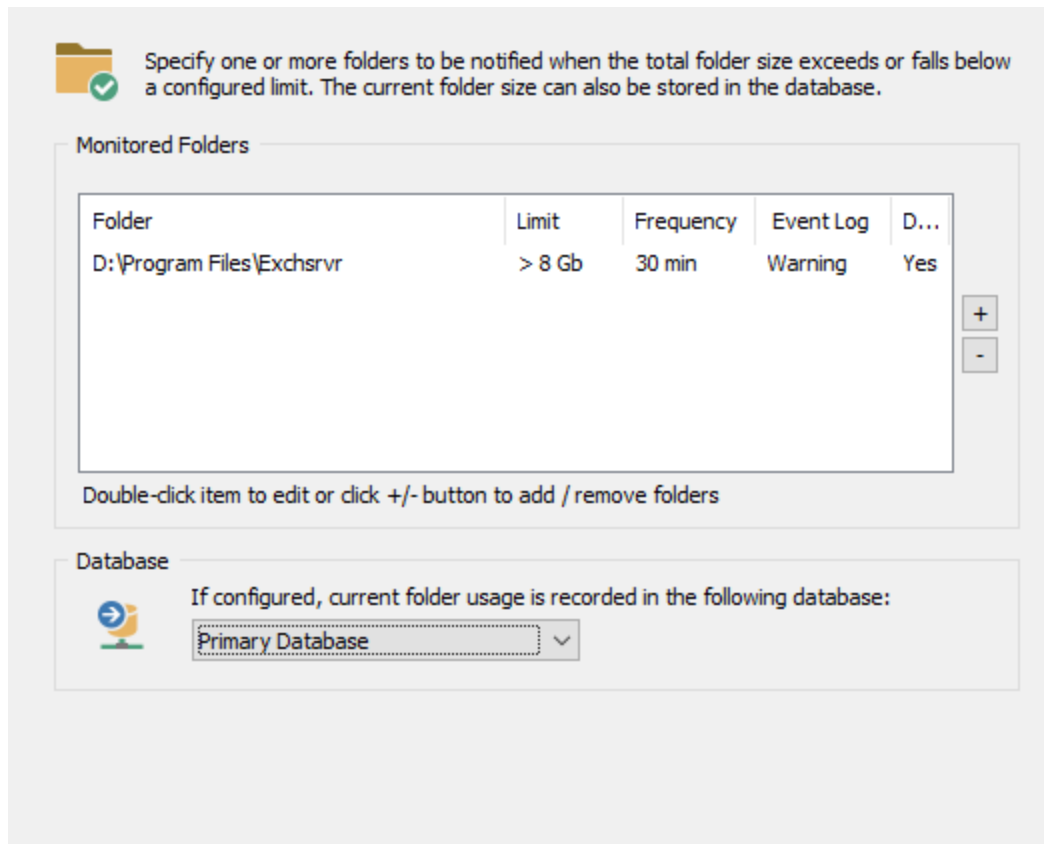 Specify one or more folders to be notified when the total folder size exceeds or falls below
a configured limit. The current folder size can also be stored in the database.
Monitored Folders
Folder Limit Frequency Event Log D...
D:\Program Files\Exchsrvr > 8 Gb 30 min Warning Yes
+
-
Double-click item to edit or click +/- button to add / remove folders
Database
If configured, current folder usage is recorded in the following database:
Primary Database